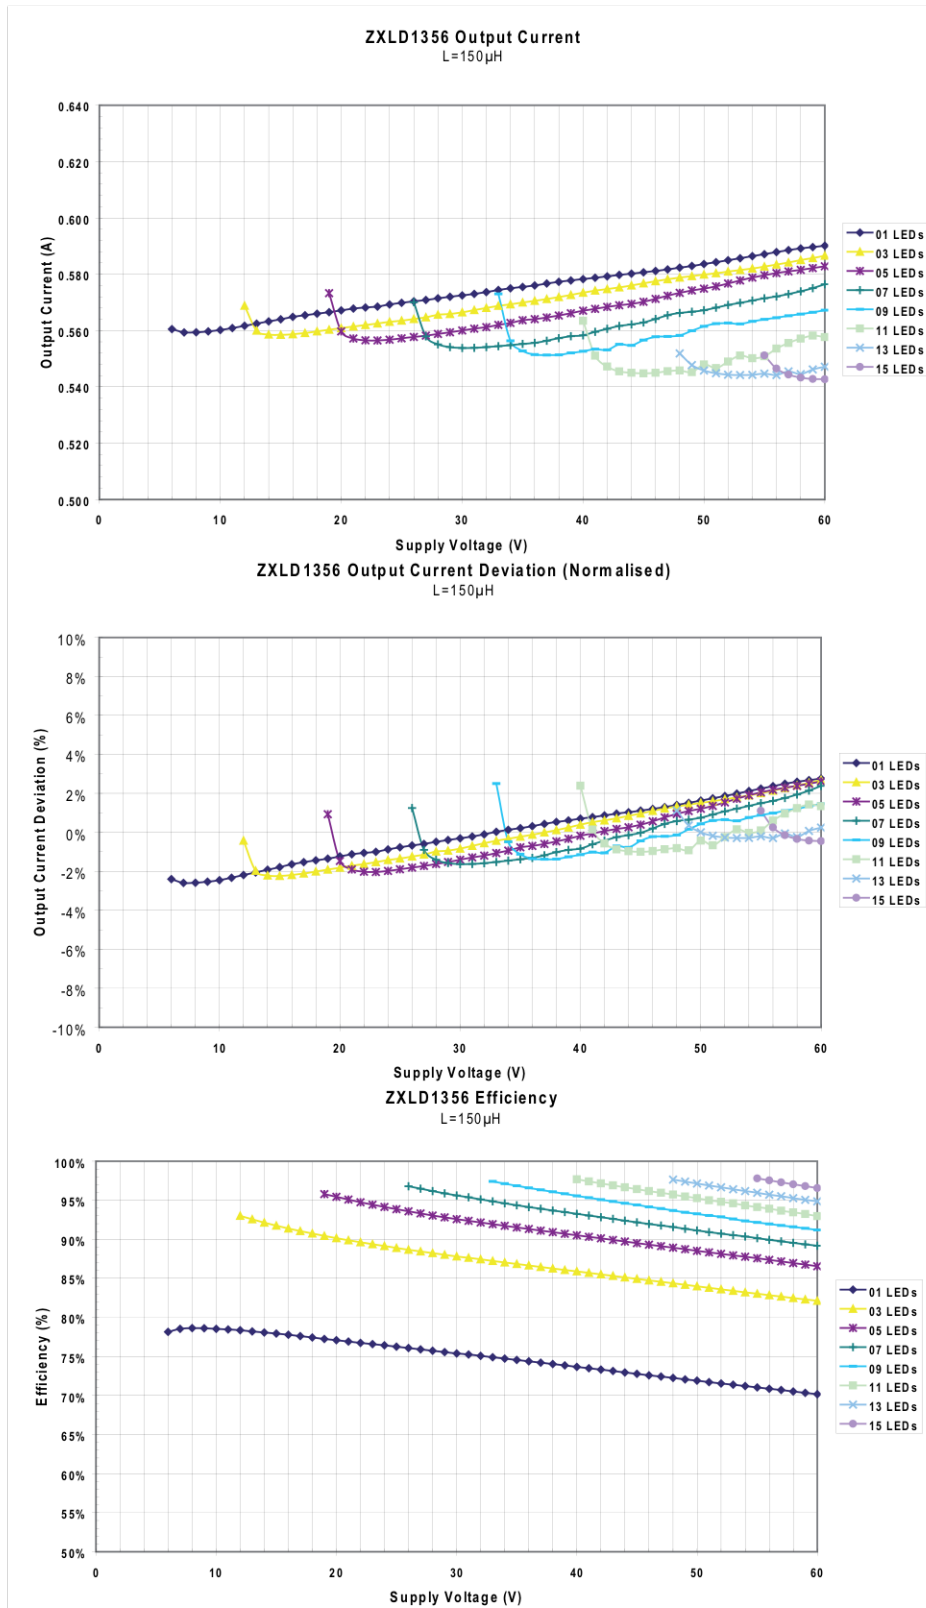 ZXLD1356 Output Current
L=150µH
0.640
0.620
0.600
0.580
0.560
0.540
0.520
0.500
Output Current (A)
0
10
20
30
40
50
60
Supply Voltage (V)
01 LEDs
03 LEDs
05 LEDs
07 LEDs
09 LEDs
11 LEDs
13 LEDs
15 LEDs
ZXLD1356 Output Current Deviation (Normalised)
L=150µH
10%
8%
6%
4%
2%
0%
-2%
-4%
-6%
-8%
-10%
Output Current Deviation (%)
0
10
20
30
40
50
60
Supply Voltage (V)
01 LEDs
03 LEDs
05 LEDs
07 LEDs
09 LEDs
11 LEDs
13 LEDs
15 LEDs
ZXLD1356 Efficiency
L=150µH
100%
95%
90%
85%
80%
75%
70%
65%
60%
55%
50%
Efficiency (%)
0
10
20
30
40
50
60
Supply Voltage (V)
01 LEDs
03 LEDs
05 LEDs
07 LEDs
09 LEDs
11 LEDs
13 LEDs
15 LEDs